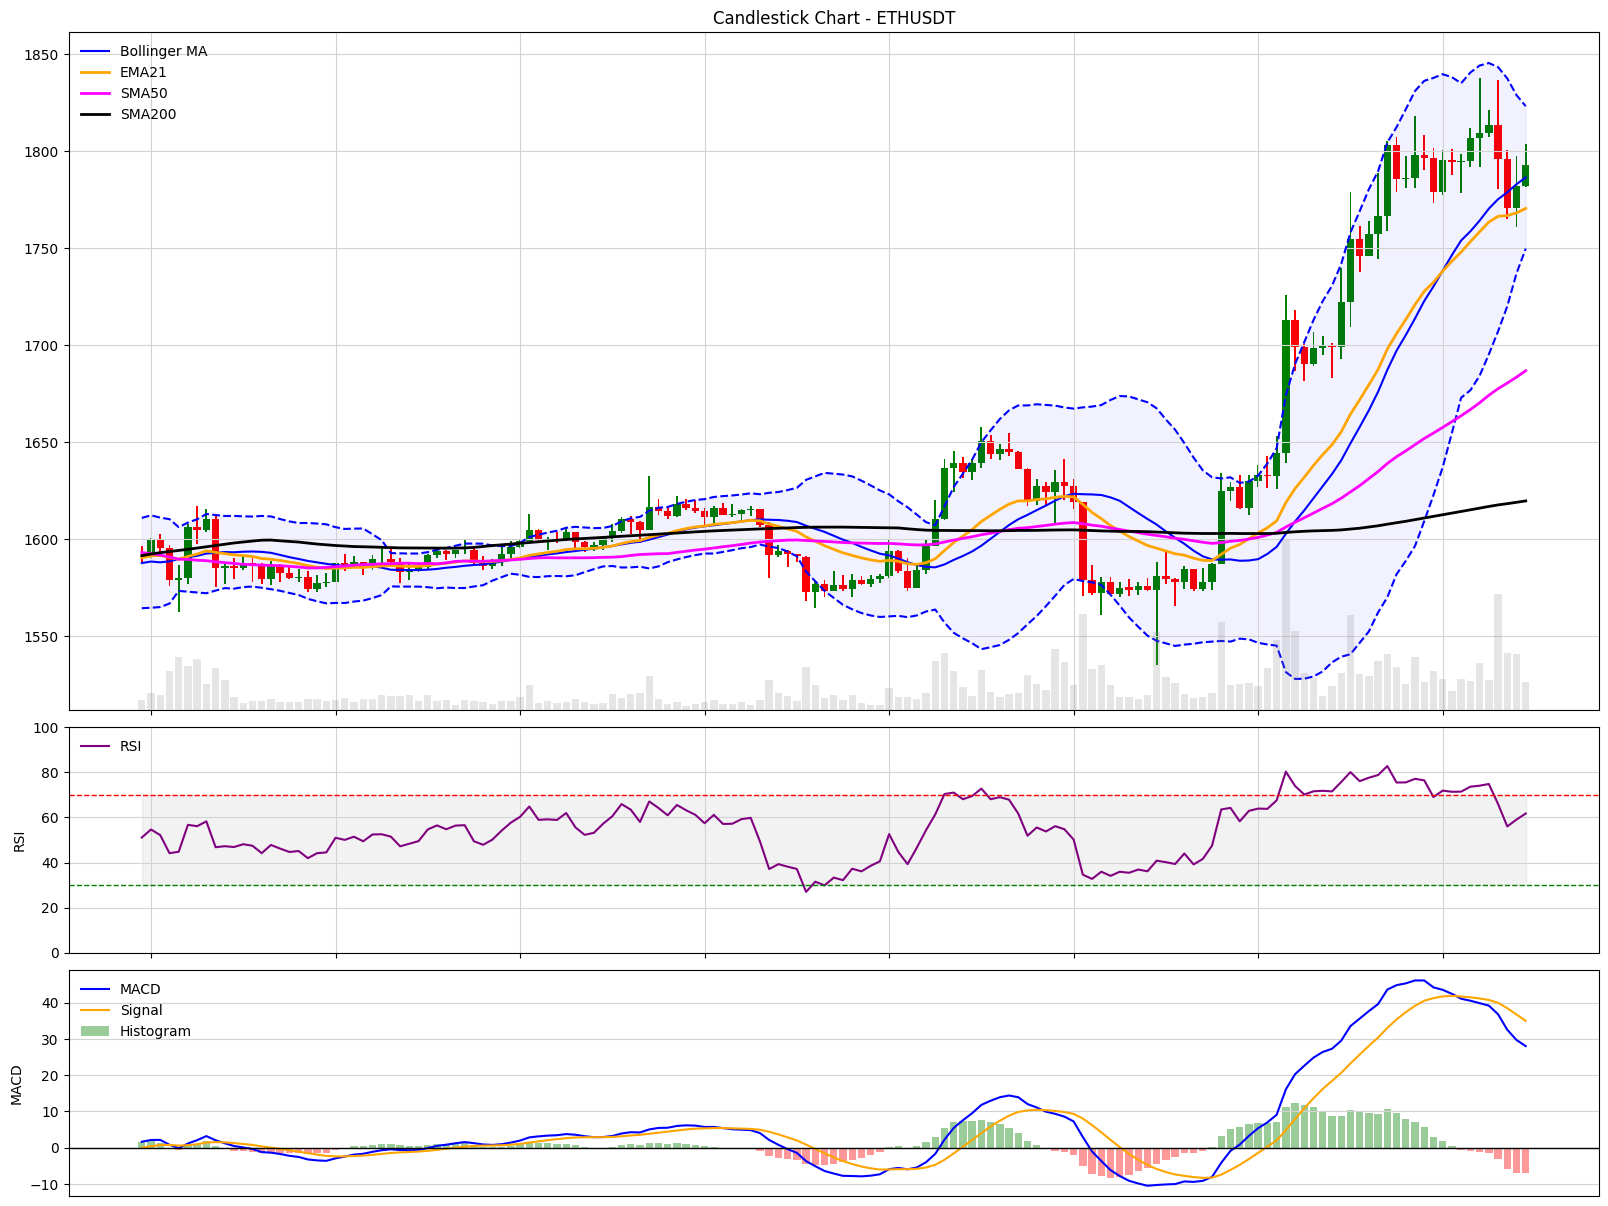 Candlestick Chart - ETHUSDT
Bollinger MA
EMA21
SMA50
SMA200
1850
1800
1750
1700
1650
1600
1550
RSI
RSI
100
80
60
40
20
0
MACD
Signal
Histogram
MACD
40
30
20
10
0
−10